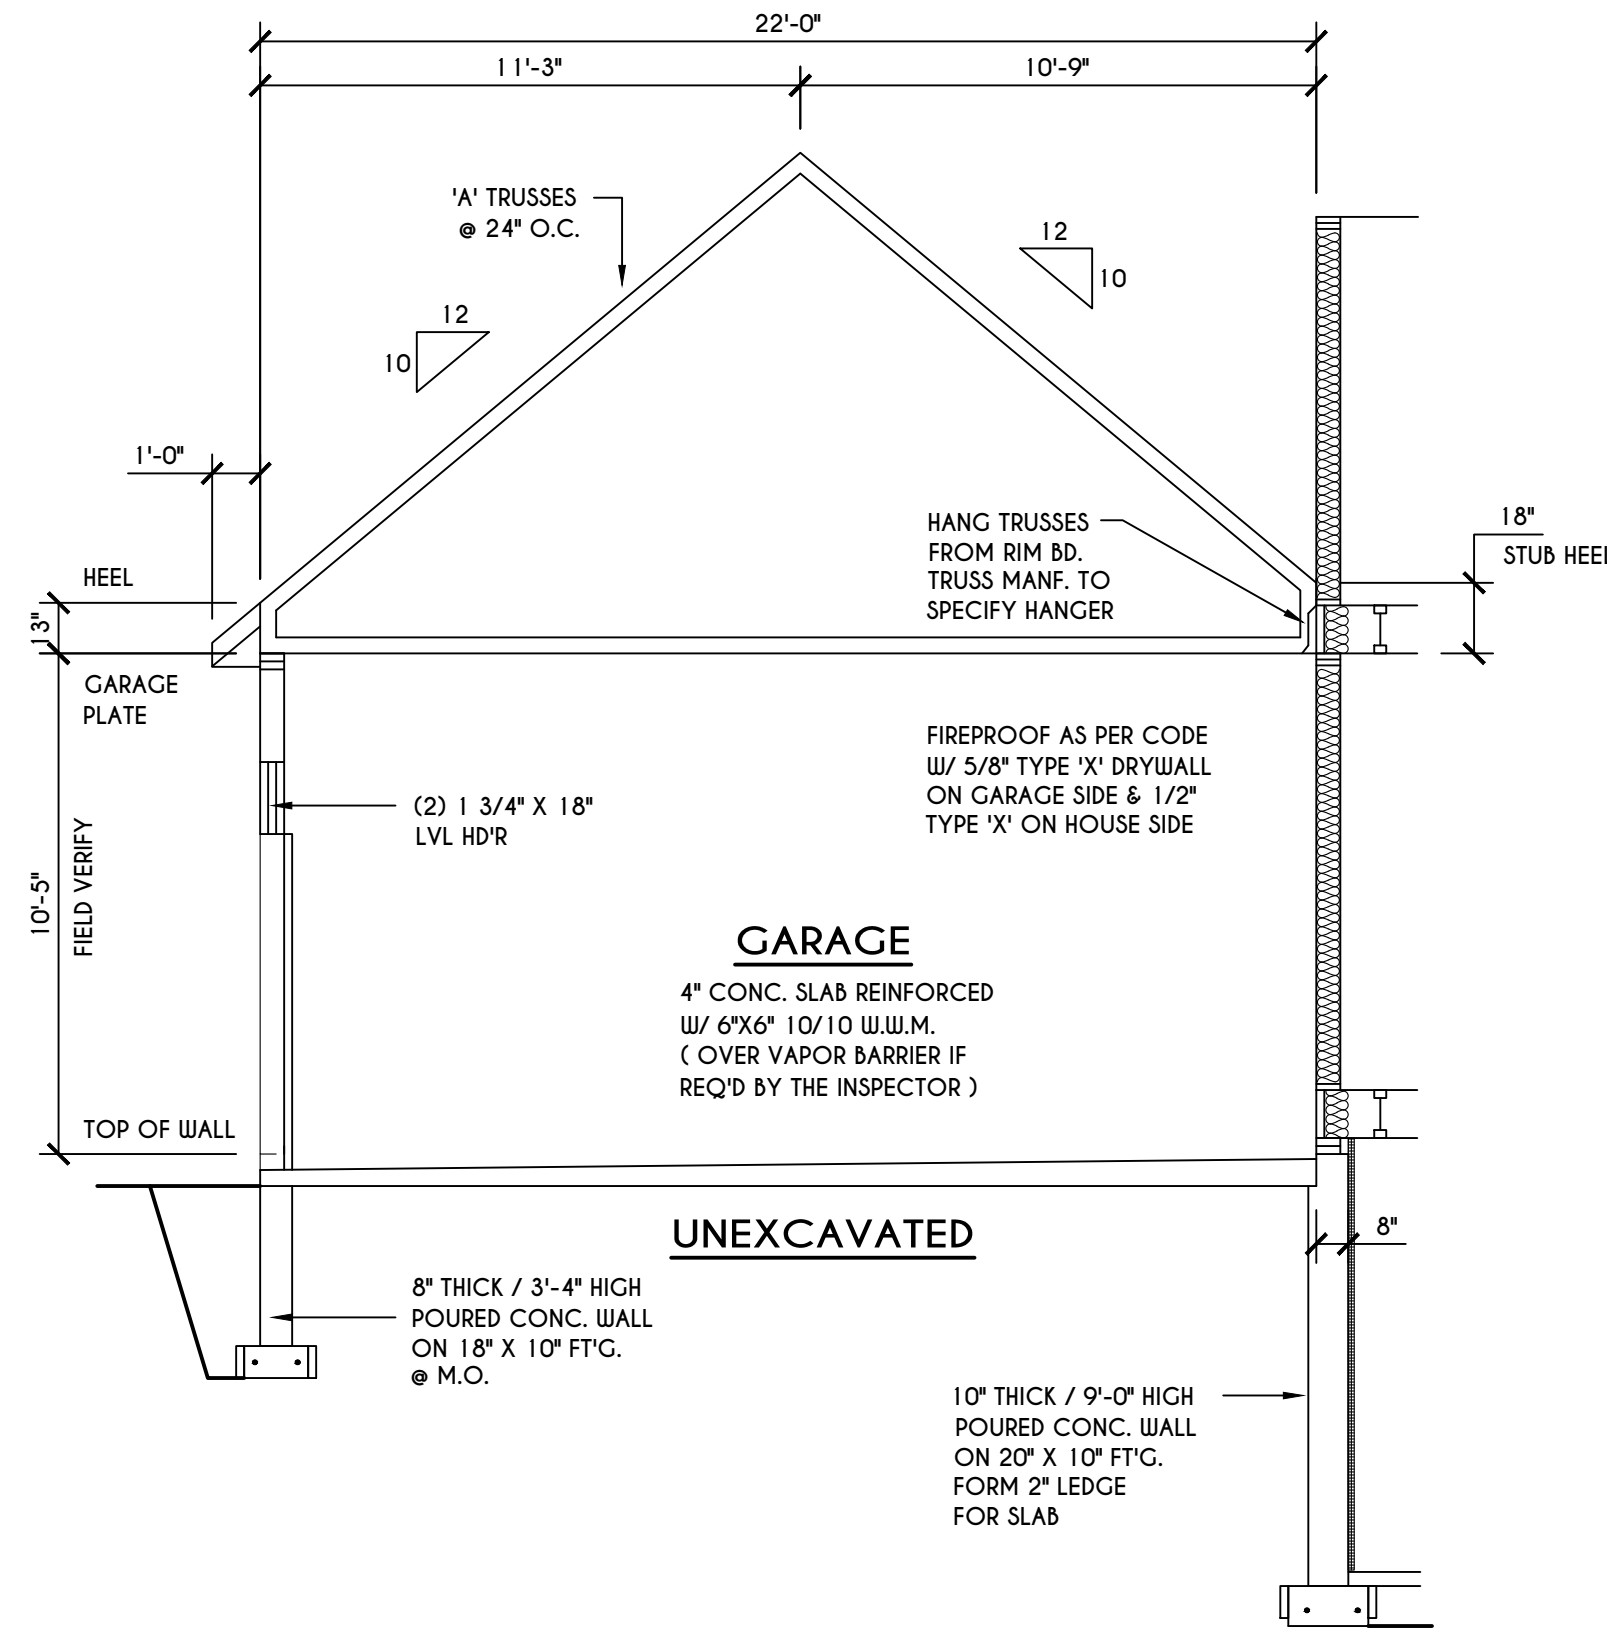 22'-0"
11'-3"
10'-9"
'A' TRUSSES
@ 24" O.C.
12
10
12
10
1'-0"
HANG TRUSSES
FROM RIM BD.
TRUSS MANF. TO
SPECIFY HANGER
18"
STUB HEEL
HEEL
13"
GARAGE
PLATE
FIREPROOF AS PER CODE
W/ 5/8" TYPE 'X' DRYWALL
ON GARAGE SIDE & 1/2"
TYPE 'X' ON HOUSE SIDE
(2) 1 3/4" X 18"
LVL HD'R
10'-5"
FIELD VERIFY
GARAGE
4" CONC. SLAB REINFORCED
W/ 6"X6" 10/10 W.W.M.
( OVER VAPOR BARRIER IF
REQ'D BY THE INSPECTOR )
TOP OF WALL
UNEXCAVATED
8"
8" THICK / 3'-4" HIGH
POURED CONC. WALL
ON 18" X 10" FT'G.
@ M.O.
10" THICK / 9'-0" HIGH
POURED CONC. WALL
ON 20" X 10" FT'G.
FORM 2" LEDGE
FOR SLAB